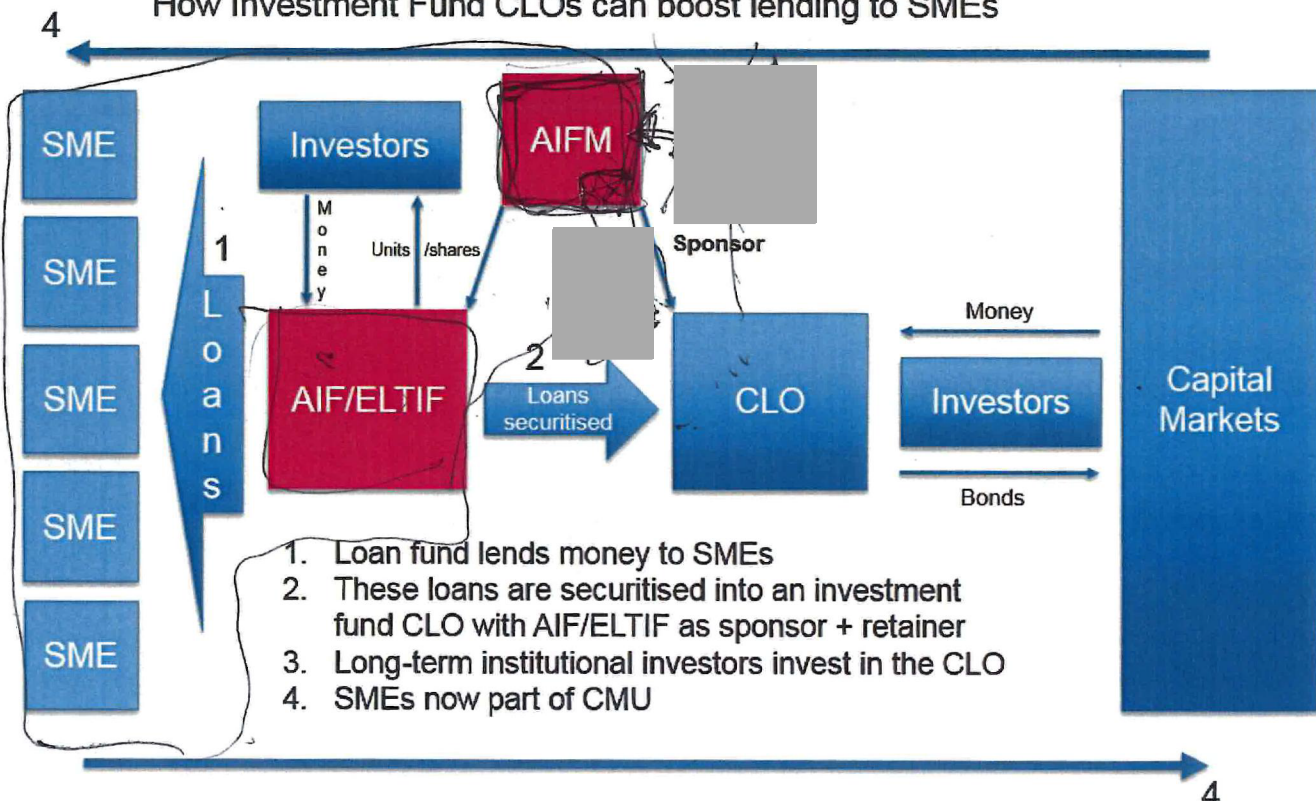 How Investment Fund CLOs can boost lending to SMEs
4
SME
SME
SME
SME
SME
1
Loans
Investors
Money
Units /shares
AIFM
Sponsor
AIF/ELTIF
2
Loans
securitised
CLO
Money
Investors
Bonds
Capital
Markets
1. Loan fund lends money to SMEs
2. These loans are securitised into an investment
fund CLO with AIF/ELTIF as sponsor + retainer
3. Long-term institutional investors invest in the CLO
4. SMEs now part of CMU
4